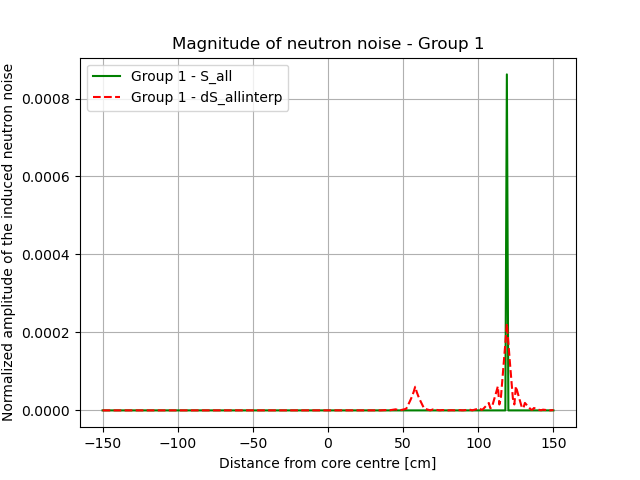 Magnitude of neutron noise - Group 1
Group 1 - S_all
Group 1 - dS_allinterp
Normalized amplitude of the induced neutron noise
0.0008
0.0006
0.0004
0.0002
0.0000
−150 −100 −50 0 50 100 150
Distance from core centre [cm]